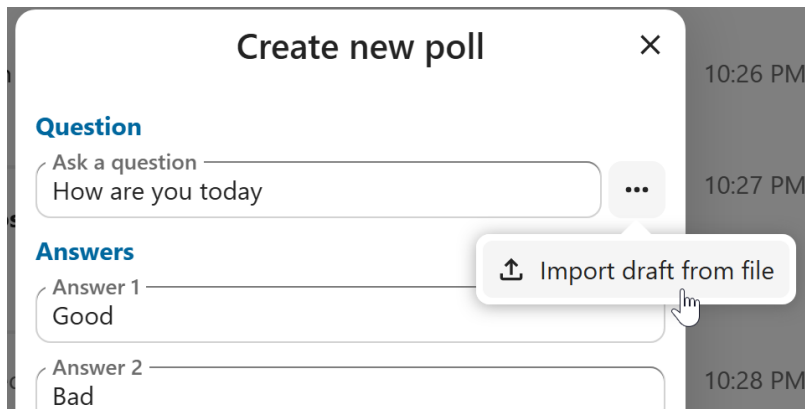 Create new poll
10:26 PM
Question
Ask a question
How are you today
10:27 PM
Answers
Import draft from file
Answer 1
Good
Answer 2
Bad
10:28 PM